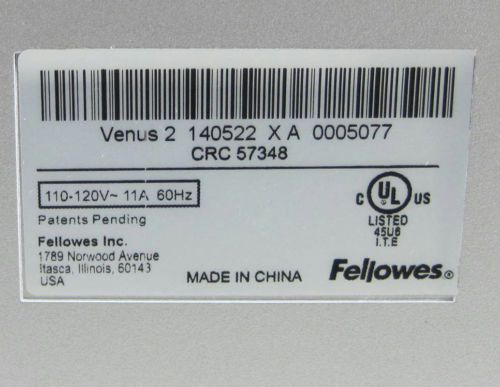 Venus 2 140522 X A 0005077
CRC 57348
110-120V~ 11A 60Hz
Patents Pending
Fellowes Inc.
1789 Norwood Avenue
Itasca, Illinois, 60143
USA
MADE IN CHINA
C UL US
LISTED
45U6
I.T.E
Fellowes®